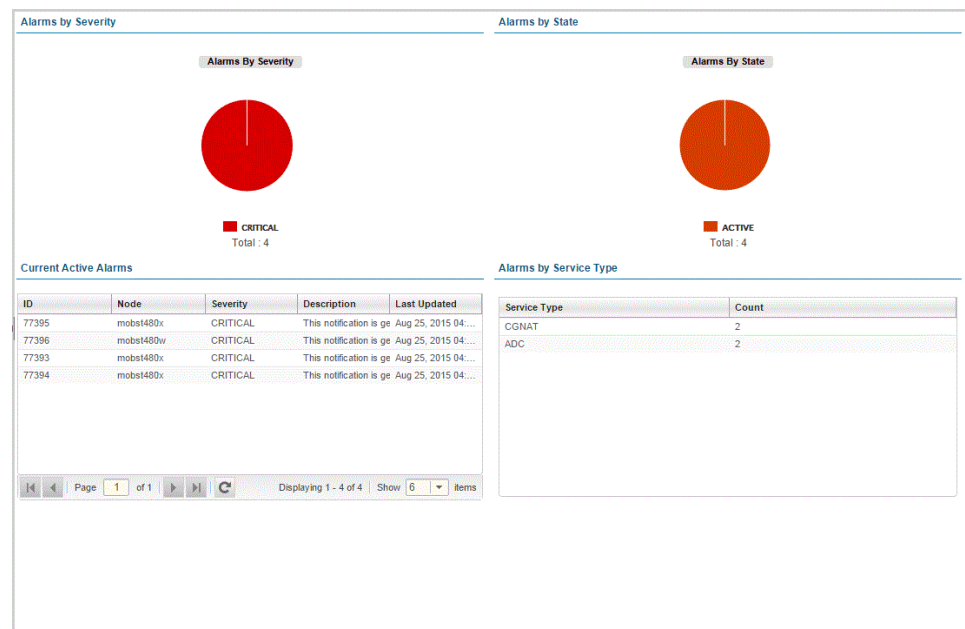 Alarms by Severity
Alarms By Severity
CRITICAL
Total : 4
Alarms by State
Alarms By State
ACTIVE
Total : 4
Current Active Alarms
ID Node Severity Description Last Updated
77395 mobst480x CRITICAL This notification is ge Aug 25, 2015 04:...
77396 mobst480w CRITICAL This notification is ge Aug 25, 2015 04:...
77393 mobst480x CRITICAL This notification is ge Aug 25, 2015 04:...
77394 mobst480x CRITICAL This notification is ge Aug 25, 2015 04:...
Page 1 of 1 Displaying 1 - 4 of 4 Show 6 items
Alarms by Service Type
Service Type Count
CGNAT 2
ADC 2